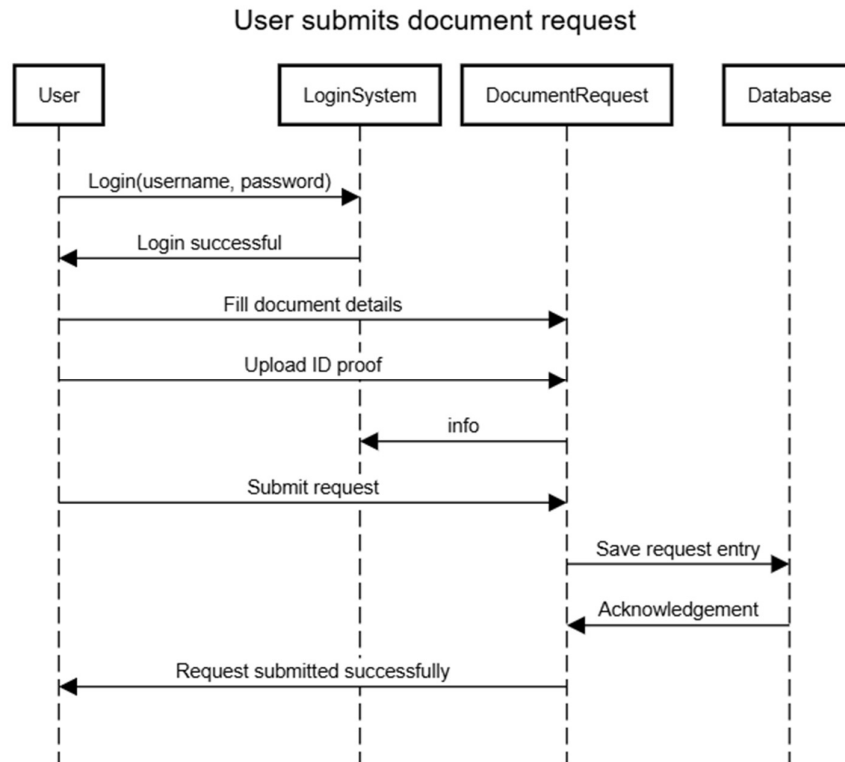 User submits document request
User
LoginSystem
DocumentRequest
Database
Login(username, password)
Login successful
Fill document details
Upload ID proof
info
Submit request
Save request entry
Acknowledgement
Request submitted successfully